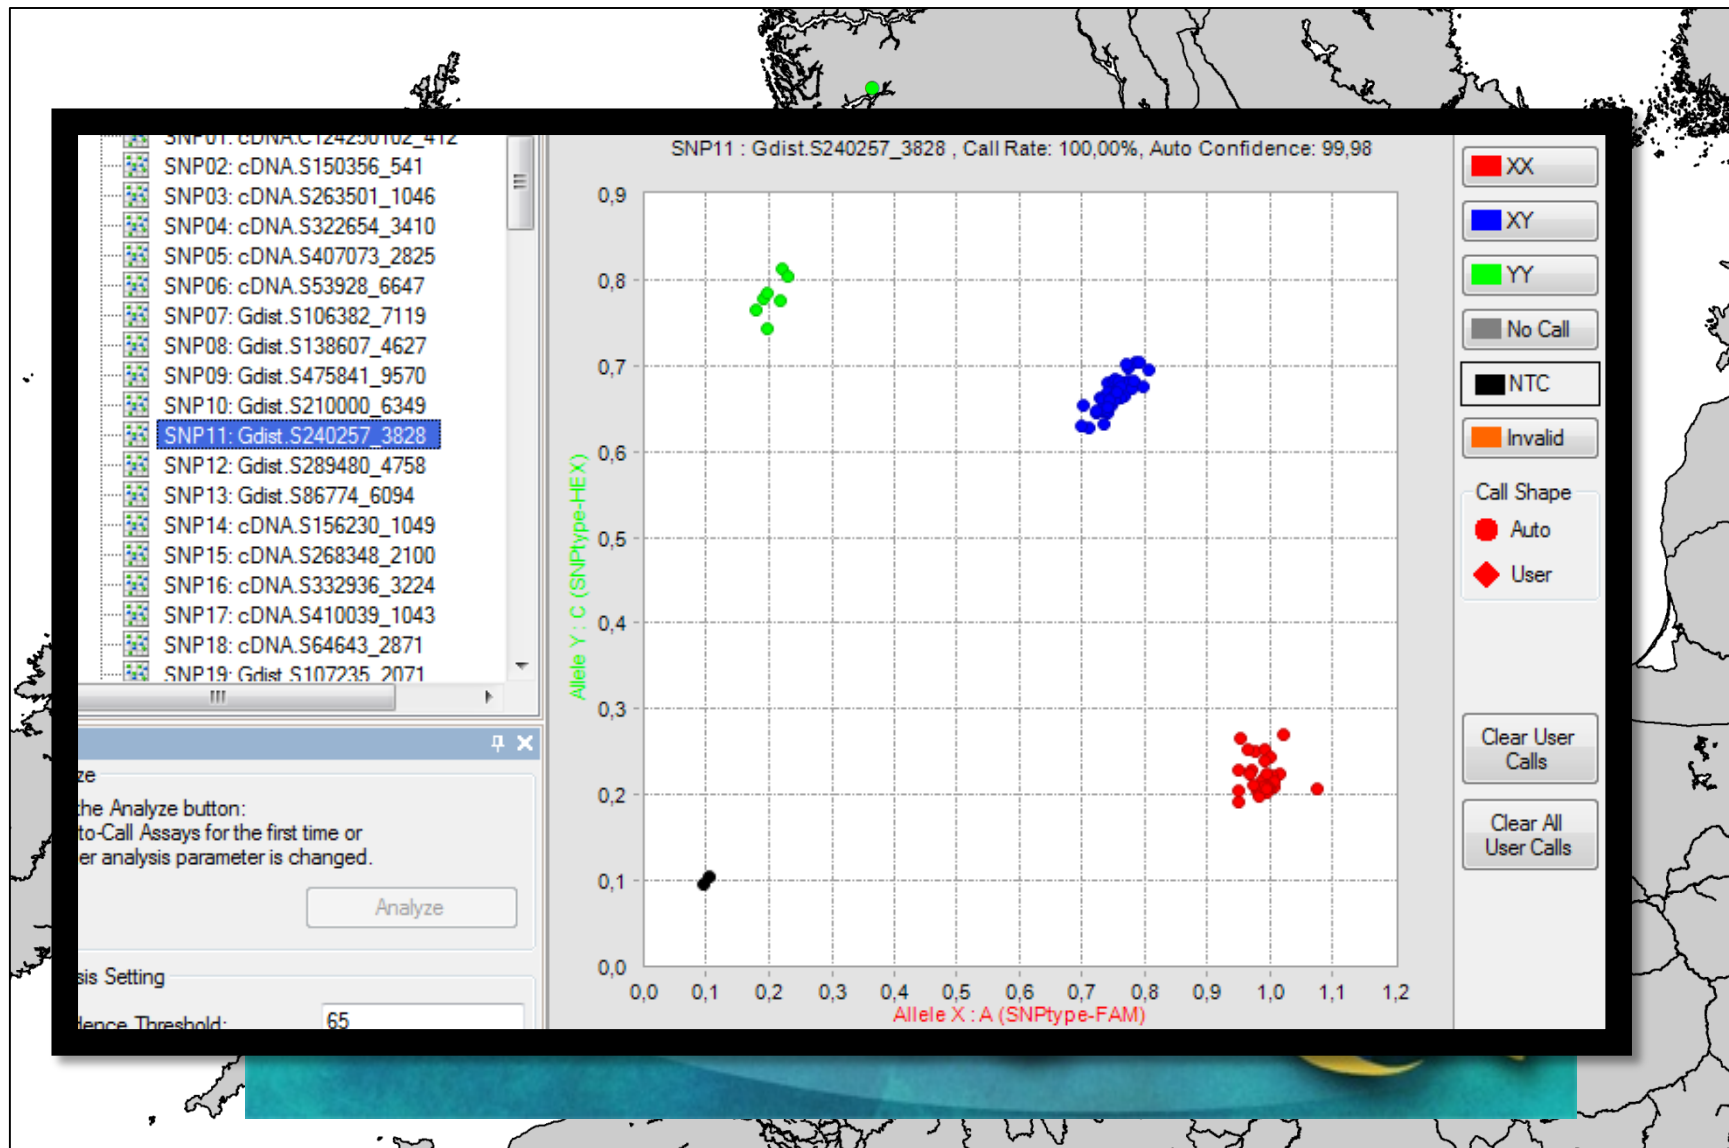 SNP01: cDNA.C124250102_412
SNP02: cDNA.S150356_541
SNP03: cDNA.S263501_1046
SNP04: cDNA.S322654_3410
SNP05: cDNA.S407073_2825
SNP06: cDNA.S53928_6647
SNP07: Gdist.S106382_7119
SNP08: Gdist.S138607_4627
SNP09: Gdist.S475841_9570
SNP10: Gdist.S210000_6349
SNP11: Gdist.S240257_3828
SNP12: Gdist.S289480_4758
SNP13: Gdist.S86774_6094
SNP14: cDNA.S156230_1049
SNP15: cDNA.S268348_2100
SNP16: cDNA.S332936_3224
SNP17: cDNA.S410039_1043
SNP18: cDNA.S64643_2871
SNP19: Gdist.S107235_2071
ze
the Analyze button:
to-Call Assays for the first time or
er analysis parameter is changed.
Analyze
sis Setting
dence Threshold:
65
SNP11 : Gdist.S240257_3828 , Call Rate: 100,00%, Auto Confidence: 99,98
0,9
0,8
0,7
0,6
0,5
0,4
0,3
0,2
0,1
0,0
Allele Y : C (SNPtype-HEX)
0,0 0,1 0,2 0,3 0,4 0,5 0,6 0,7 0,8 0,9 1,0 1,1 1,2
Allele X : A (SNPtype-FAM)
XX
XY
YY
No Call
NTC
Invalid
Call Shape
Auto
User
Clear User
Calls
Clear All
User Calls